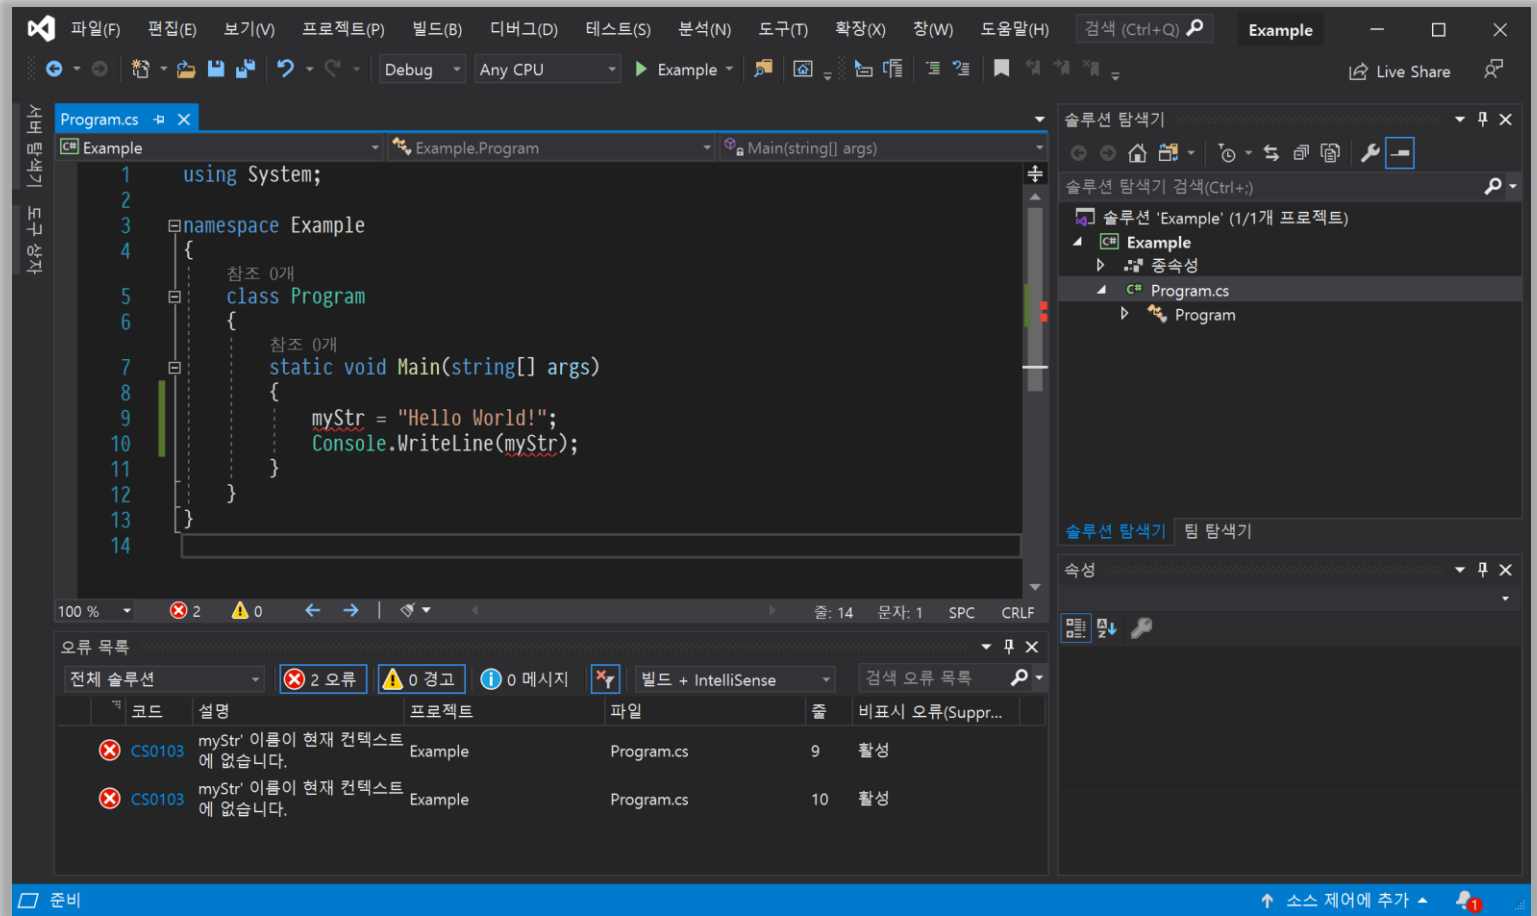 파일(F) 편집(E) 보기(V) 프로젝트(P) 빌드(B) 디버그(D) 테스트(S) 분석(N) 도구(T) 확장(X) 창(W) 도움말(H) 검색 (Ctrl+Q) Example
Debug Any CPU Example Live Share
서버 탐색기
도구 상자
Program.cs
Example Example.Program Main(string[] args)
1 using System;
2
3 namespace Example
4 {
참조 0개
5 class Program
6 {
참조 0개
7 static void Main(string[] args)
8 {
9 myStr = "Hello World!";
10 Console.WriteLine(myStr);
11 }
12 }
13 }
14
100 % 2 0 줄: 14 문자: 1 SPC CRLF
오류 목록
전체 솔루션 2 오류 0 경고 0 메시지 빌드 + IntelliSense 검색 오류 목록
코드 설명 프로젝트 파일 줄 비표시 오류(Suppr...
CS0103 myStr' 이름이 현재 컨텍스트 Example Program.cs 9 활성
에 없습니다.
CS0103 myStr' 이름이 현재 컨텍스트 Example Program.cs 10 활성
에 없습니다.
솔루션 탐색기
솔루션 탐색기 검색(Ctrl+;)
솔루션 'Example' (1/1개 프로젝트)
C# Example
종속성
C# Program.cs
Program
솔루션 탐색기 팀 탐색기
속성
준비 소스 제어에 추가 1